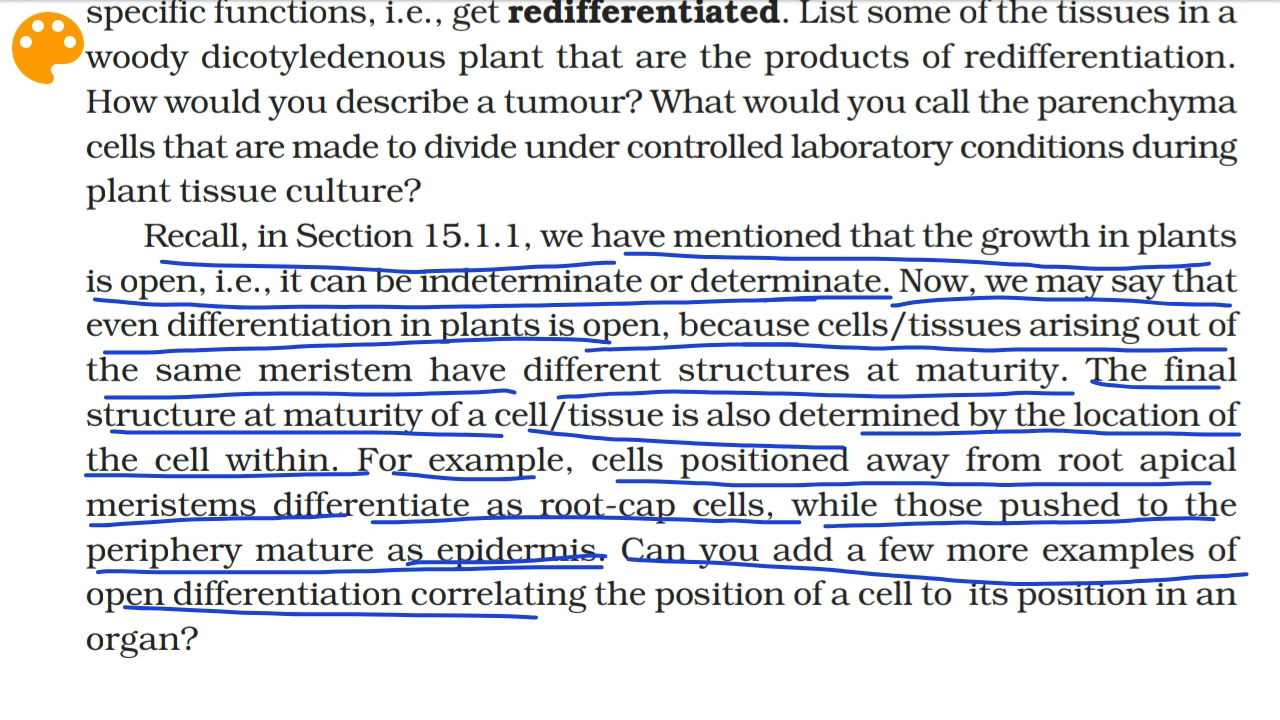 specific functions, i.e., get redifferentiated. List some of the tissues in a
woody dicotyledenous plant that are the products of redifferentiation.
How would you describe a tumour? What would you call the parenchyma
cells that are made to divide under controlled laboratory conditions during
plant tissue culture?
Recall, in Section 15.1.1, we have mentioned that the growth in plants
is open, i.e., it can be indeterminate or determinate. Now, we may say that
even differentiation in plants is open, because cells/tissues arising out of
the same meristem have different structures at maturity. The final
structure at maturity of a cell/tissue is also determined by the location of
the cell within. For example, cells positioned away from root apical
meristems differentiate as root-cap cells, while those pushed to the
periphery mature as epidermis. Can you add a few more examples of
open differentiation correlating the position of a cell to its position in an
organ?